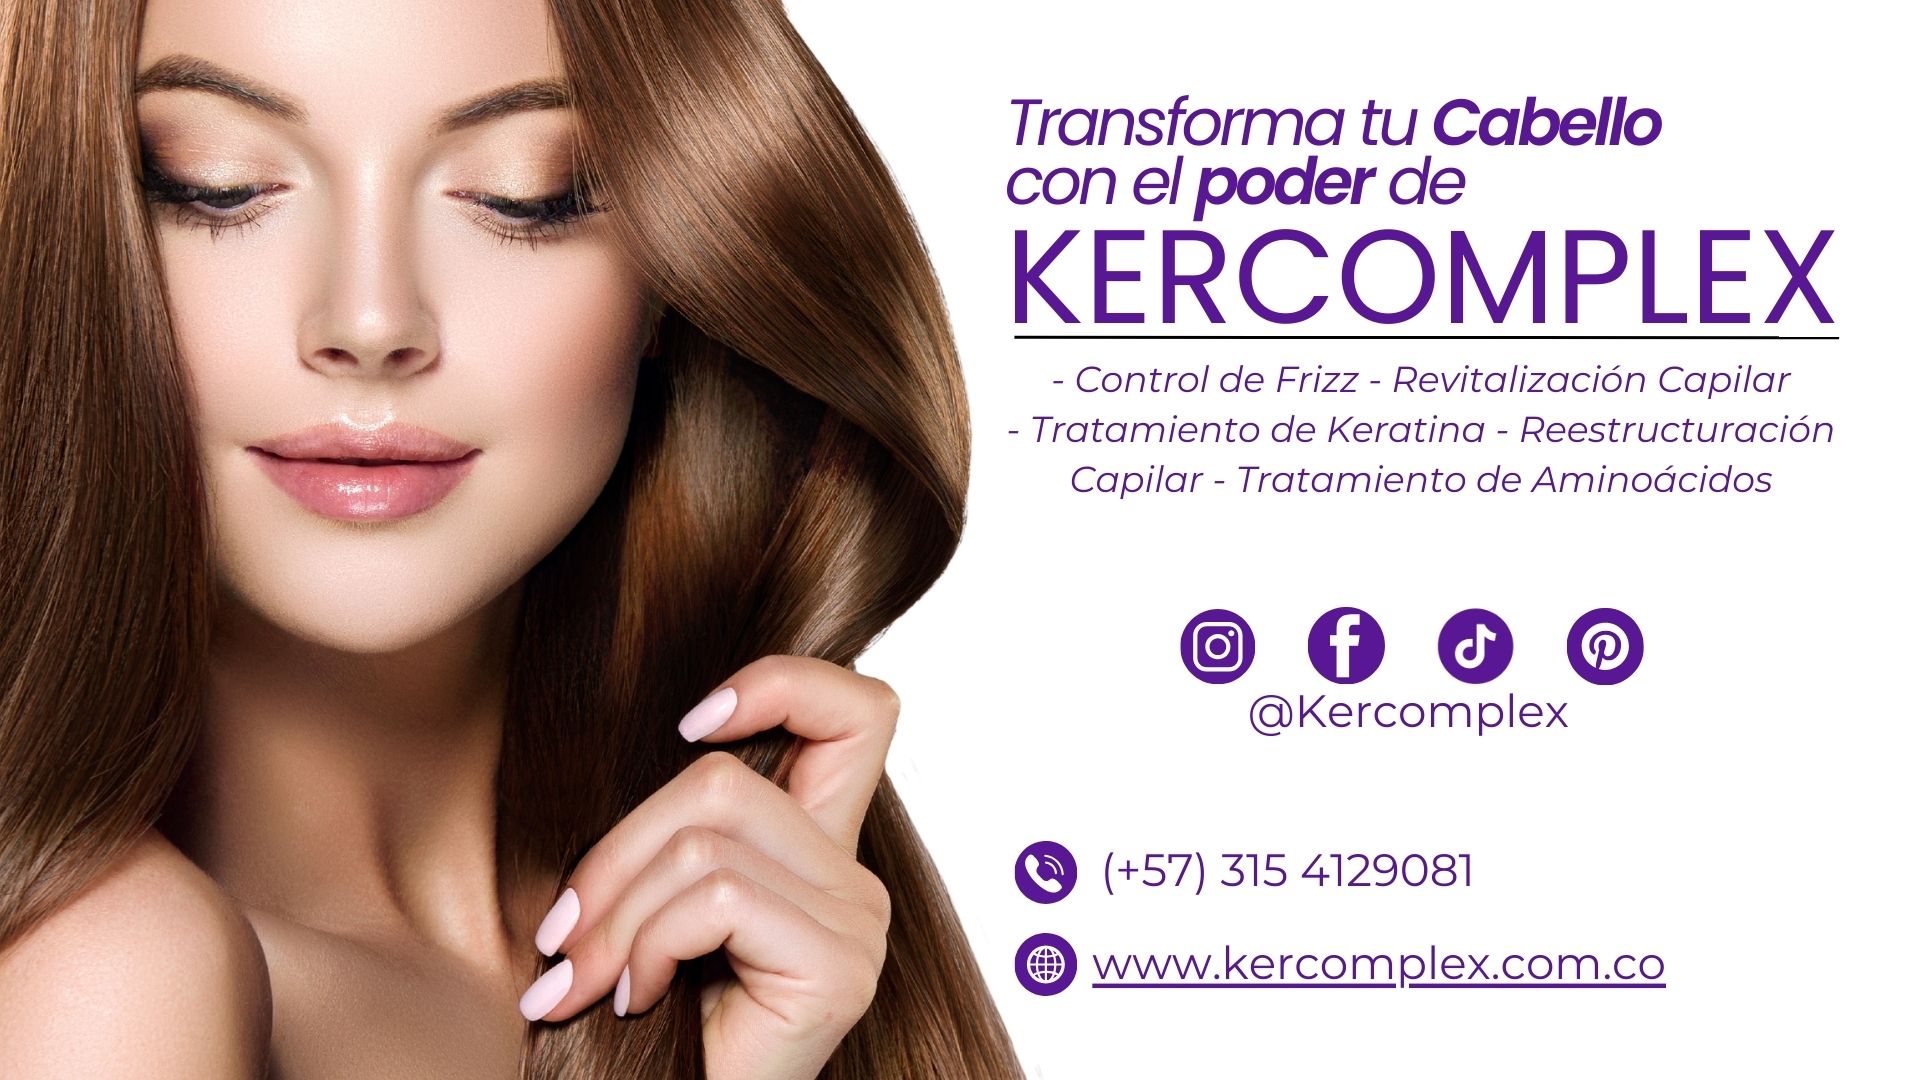 Transforma tu Cabello
con el poder de
KERCOMPLEX
- Control de Frizz - Revitalización Capilar
- Tratamiento de Keratina - Reestructuración
Capilar - Tratamiento de Aminoácidos
@Kercomplex
(+57) 315 4129081
www.kercomplex.com.co